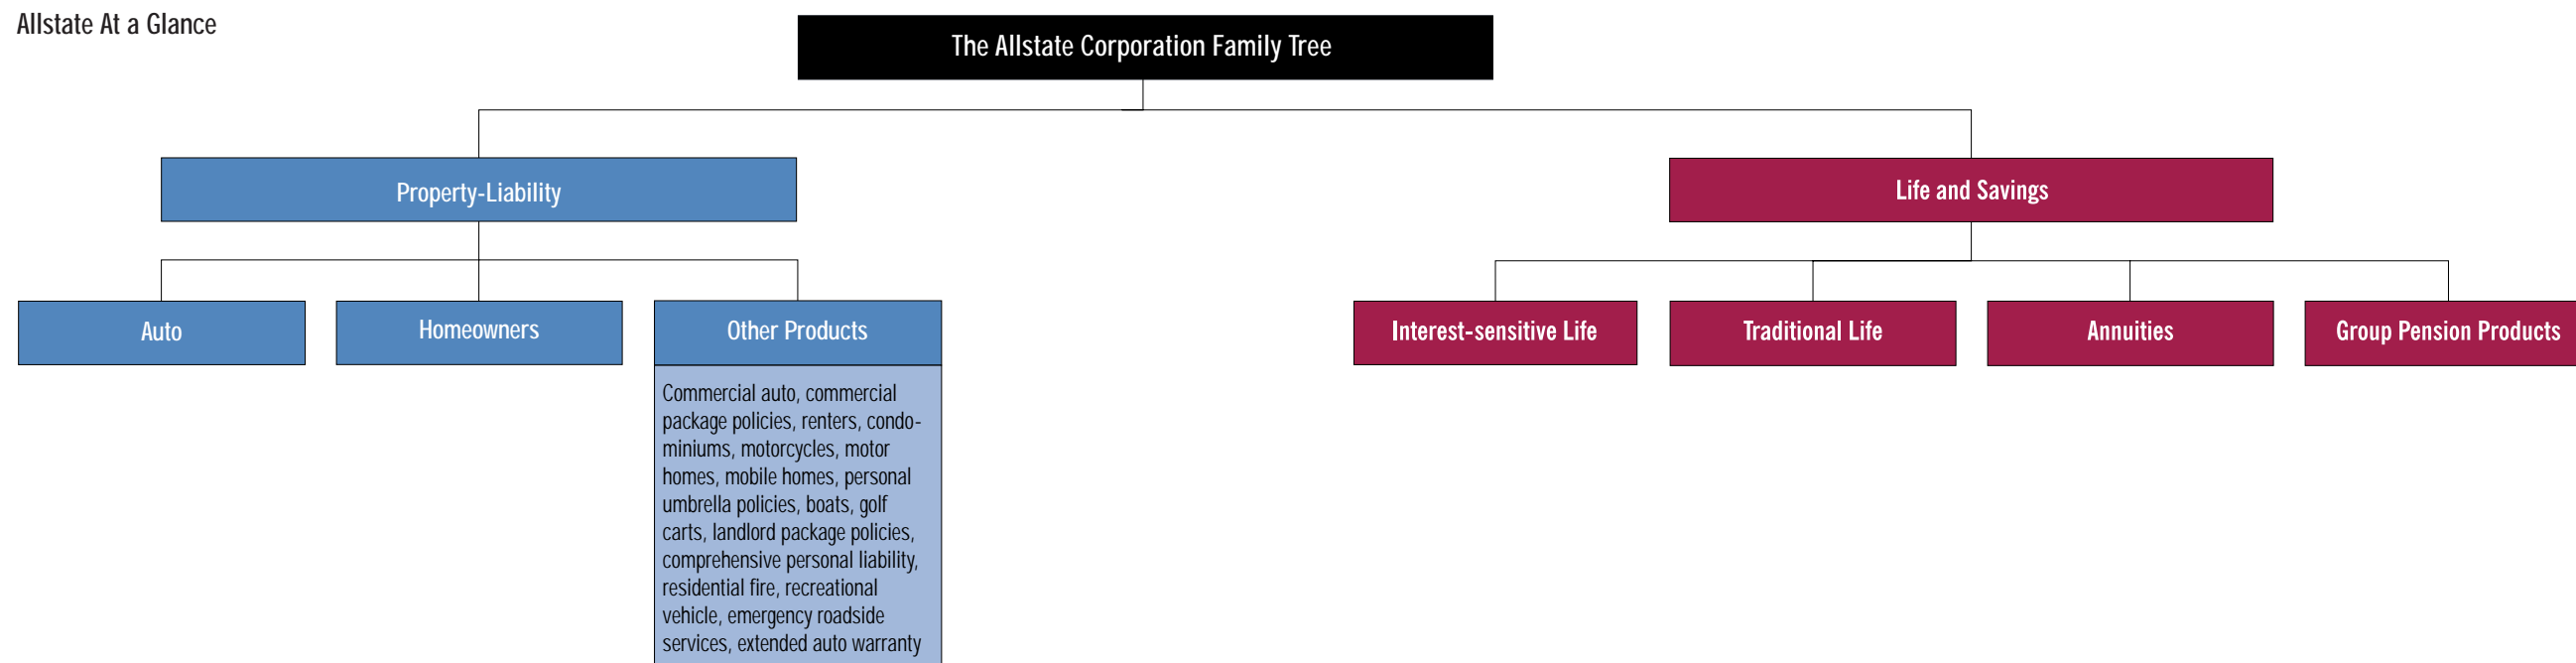 Allstate At a Glance
The Allstate Corporation Family Tree
Property-Liability
Life and Savings
Auto
Homeowners
Other Products
Interest-sensitive Life
Traditional Life
Annuities
Group Pension Products
Commercial auto, commercial
package policies, renters, condo-
miniums, motorcycles, motor
homes, mobile homes, personal
umbrella policies, boats, golf
carts, landlord package policies,
comprehensive personal liability,
residential fire, recreational
vehicle, emergency roadside
services, extended auto warranty